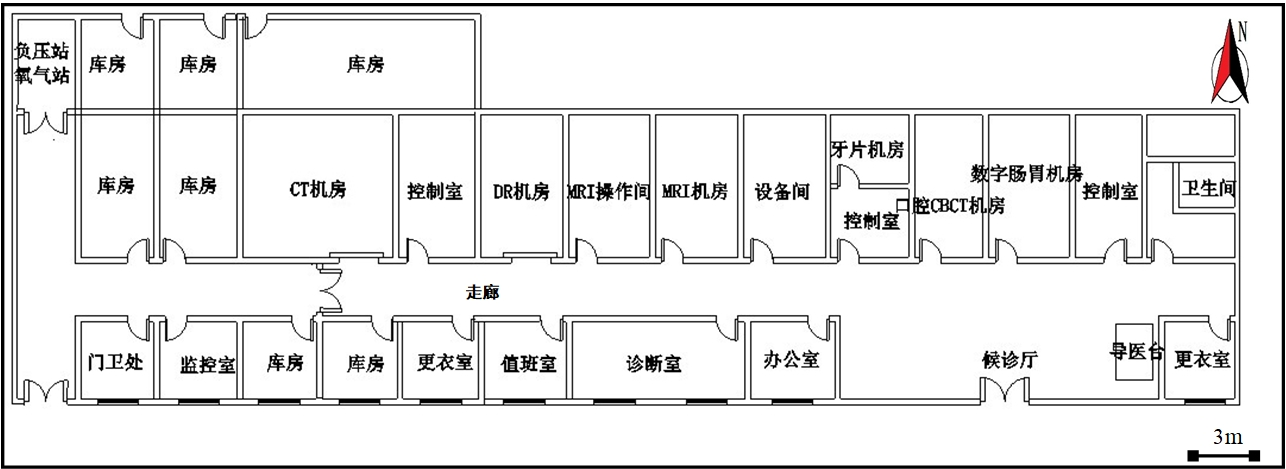 N
负压站
氧气站
库房
库房
库房
库房
库房
CT机房
控制室
DR机房
MRI操作间
MRI机房
设备间
牙片机房
控制室
口腔CBCT机房
数字肠胃机房
控制室
卫生间
走廊
门卫处
监控室
库房
库房
更衣室
值班室
诊断室
办公室
候诊厅
导医台
更衣室
3m